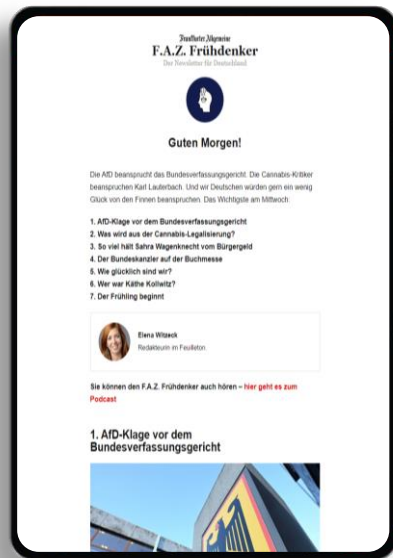 Frankfurter Allgemeine
F.A.Z. Frühdenker
Der Newsletter für Deutschland
Guten Morgen!
Die AfD beansprucht das Bundesverfassungsgericht. Die Cannabis-Kritiker
beanspruchen Karl Lauterbach. Und wir Deutschen würden gern ein wenig
Glück von den Finnen beanspruchen. Das Wichtigste am Mittwoch:
1. AfD-Klage vor dem Bundesverfassungsgericht
2. Was wird aus der Cannabis-Legalisierung?
3. So viel hält Sahra Wagenknecht vom Bürgergeld
4. Der Bundeskanzler auf der Buchmesse
5. Wie glücklich sind wir?
6. Wer war Käthe Kollwitz?
7. Der Frühling beginnt
Elena Witzeck
Redakteurin im Feuilleton.
Sie können den F.A.Z. Frühdenker auch hören – hier geht es zum
Podcast
1. AfD-Klage vor dem
Bundesverfassungsgericht